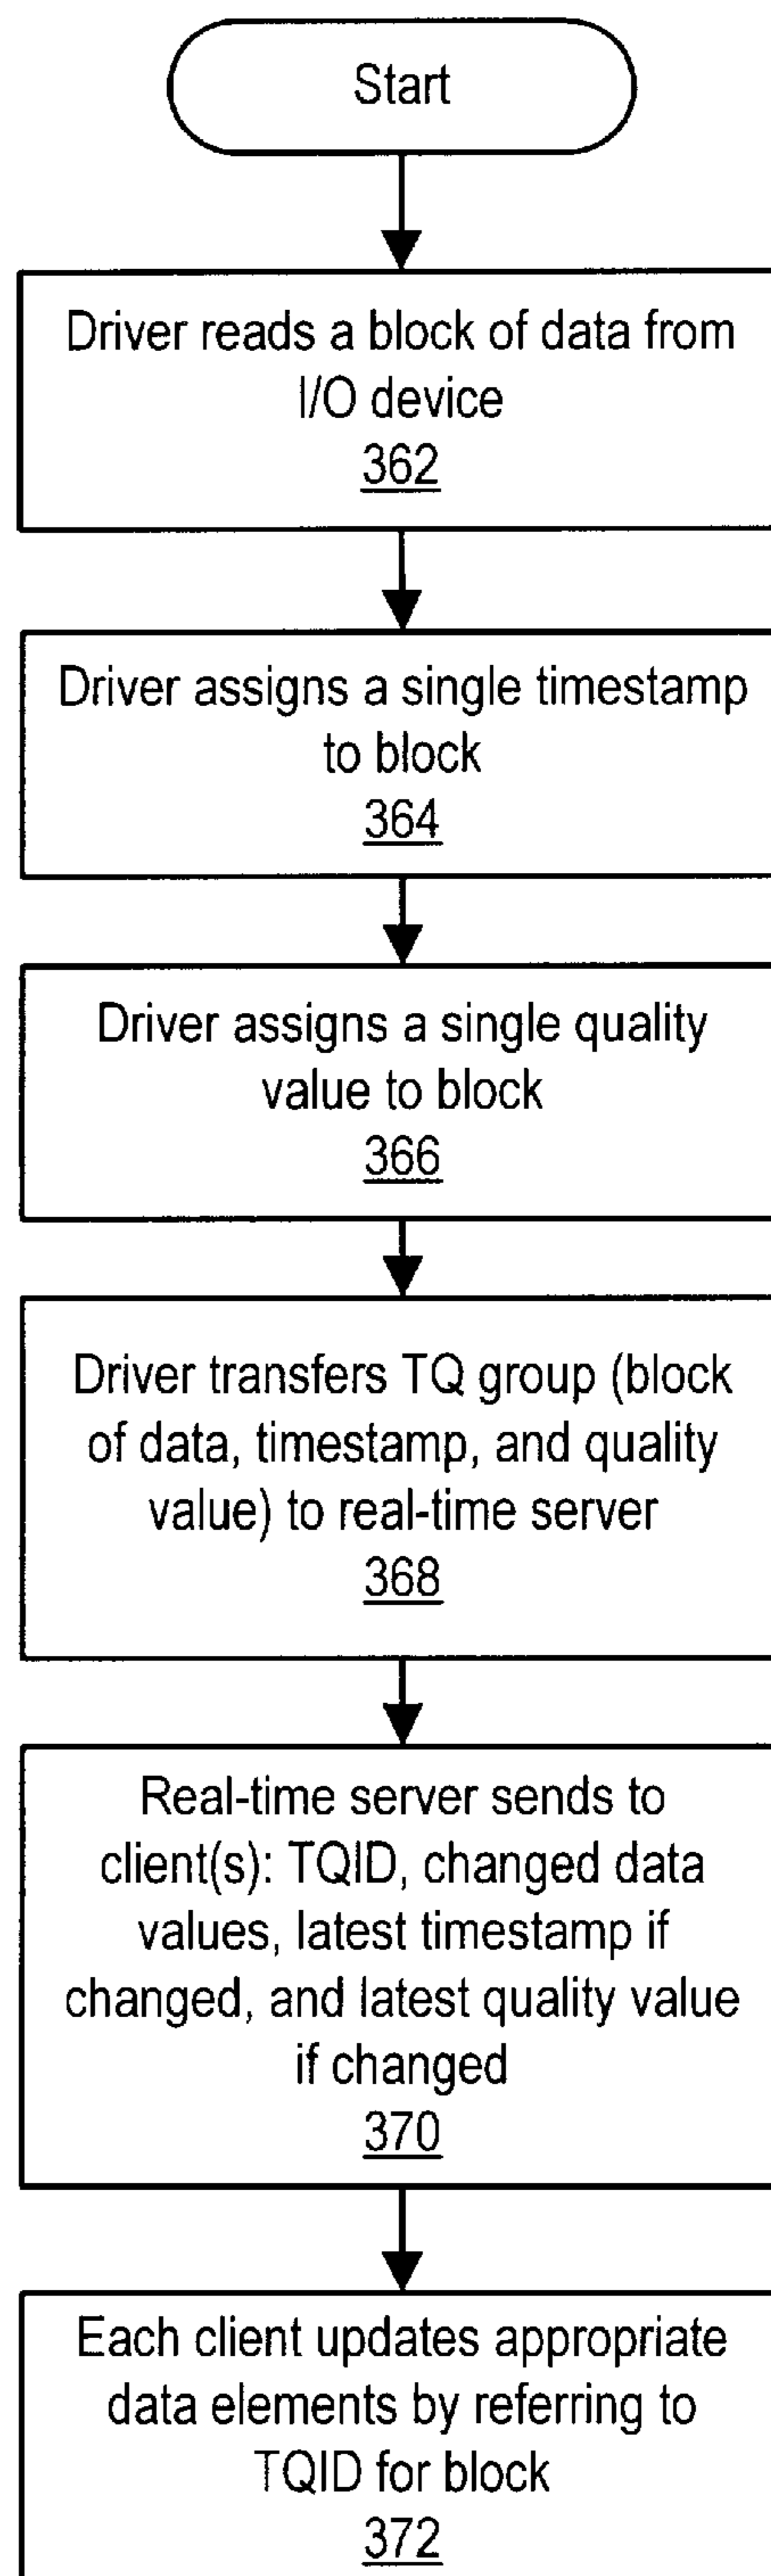 Start
Driver reads a block of data from
I/O device
362
Driver assigns a single timestamp
to block
364
Driver assigns a single quality
value to block
366
Driver transfers TQ group (block
of data, timestamp, and quality
value) to real-time server
368
Real-time server sends to
client(s): TQID, changed data
values, latest timestamp if
changed, and latest quality value
if changed
370
Each client updates appropriate
data elements by referring to
TQID for block
372